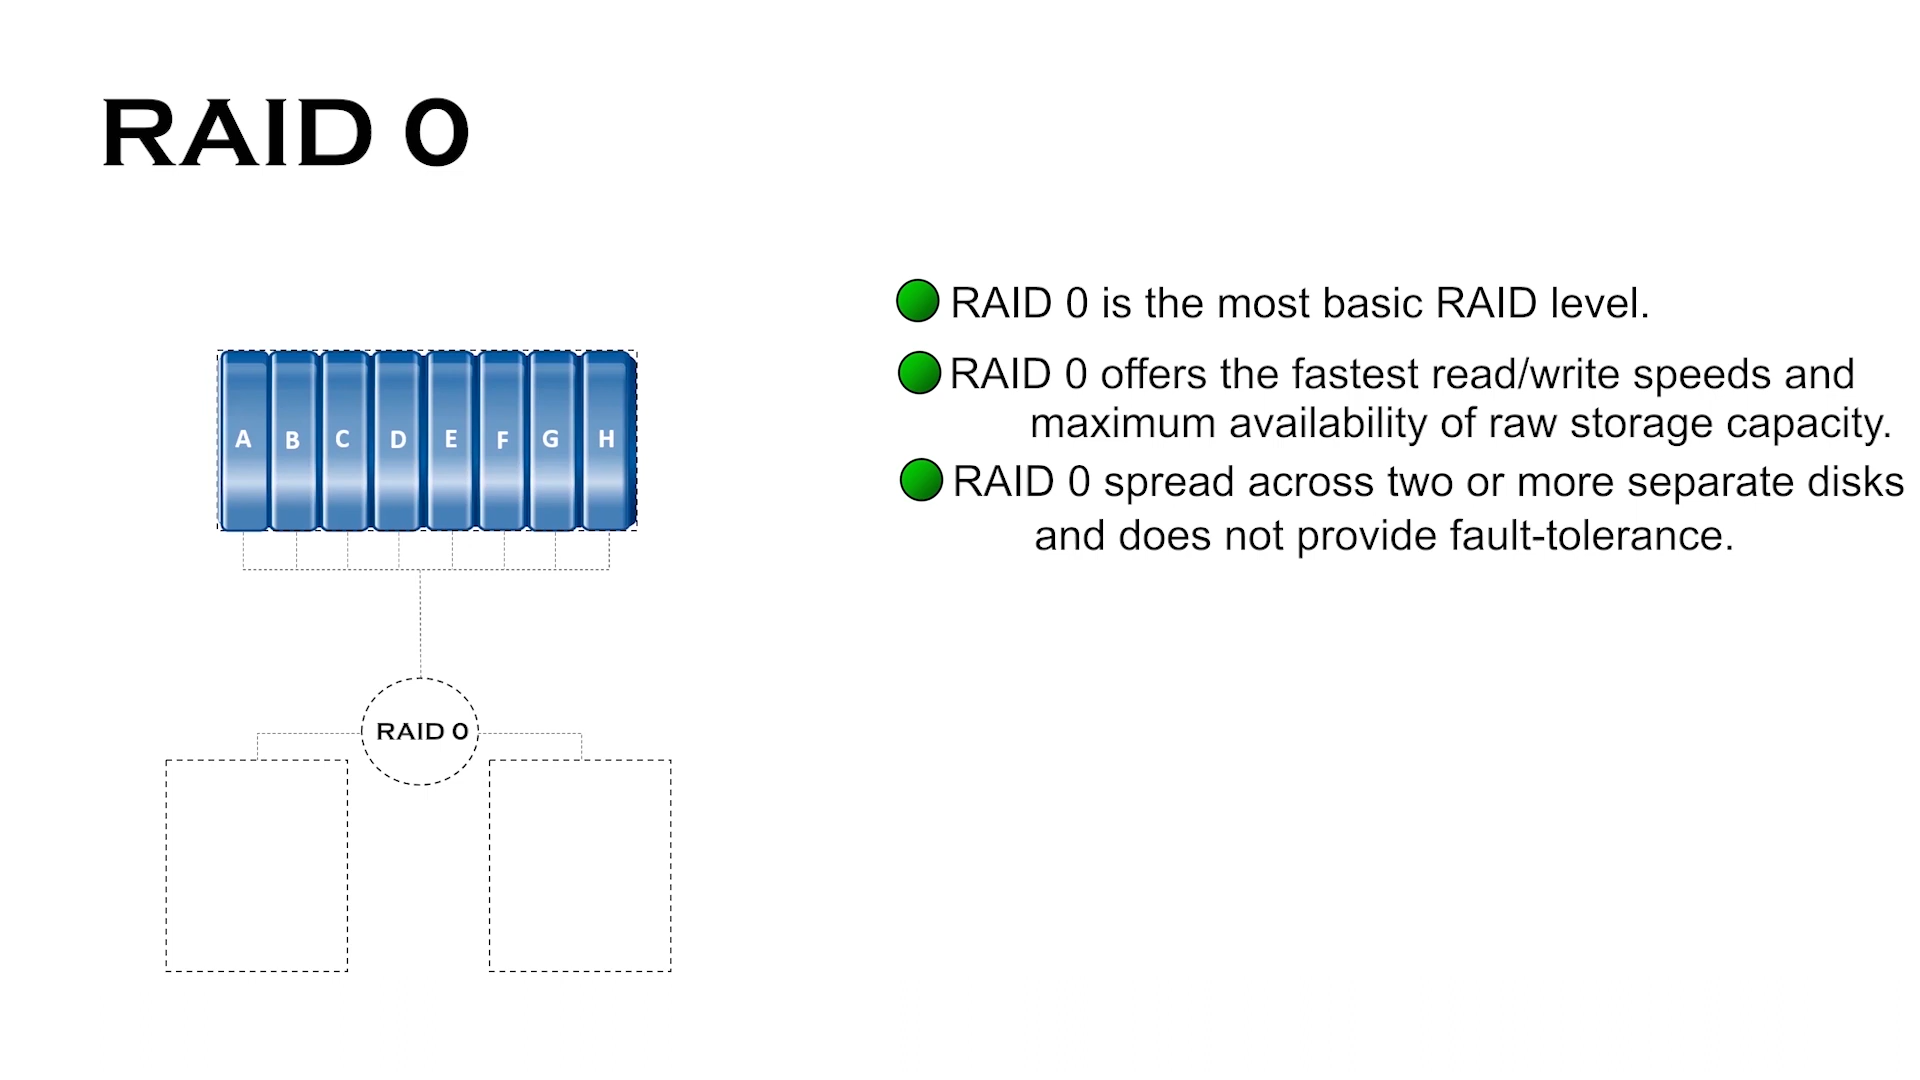 RAID 0
RAID 0 is the most basic RAID level.
RAID 0 offers the fastest read/write speeds and
maximum availability of raw storage capacity.
RAID 0 spread across two or more separate disks
and does not provide fault-tolerance.
A B C D E F G H
RAID 0